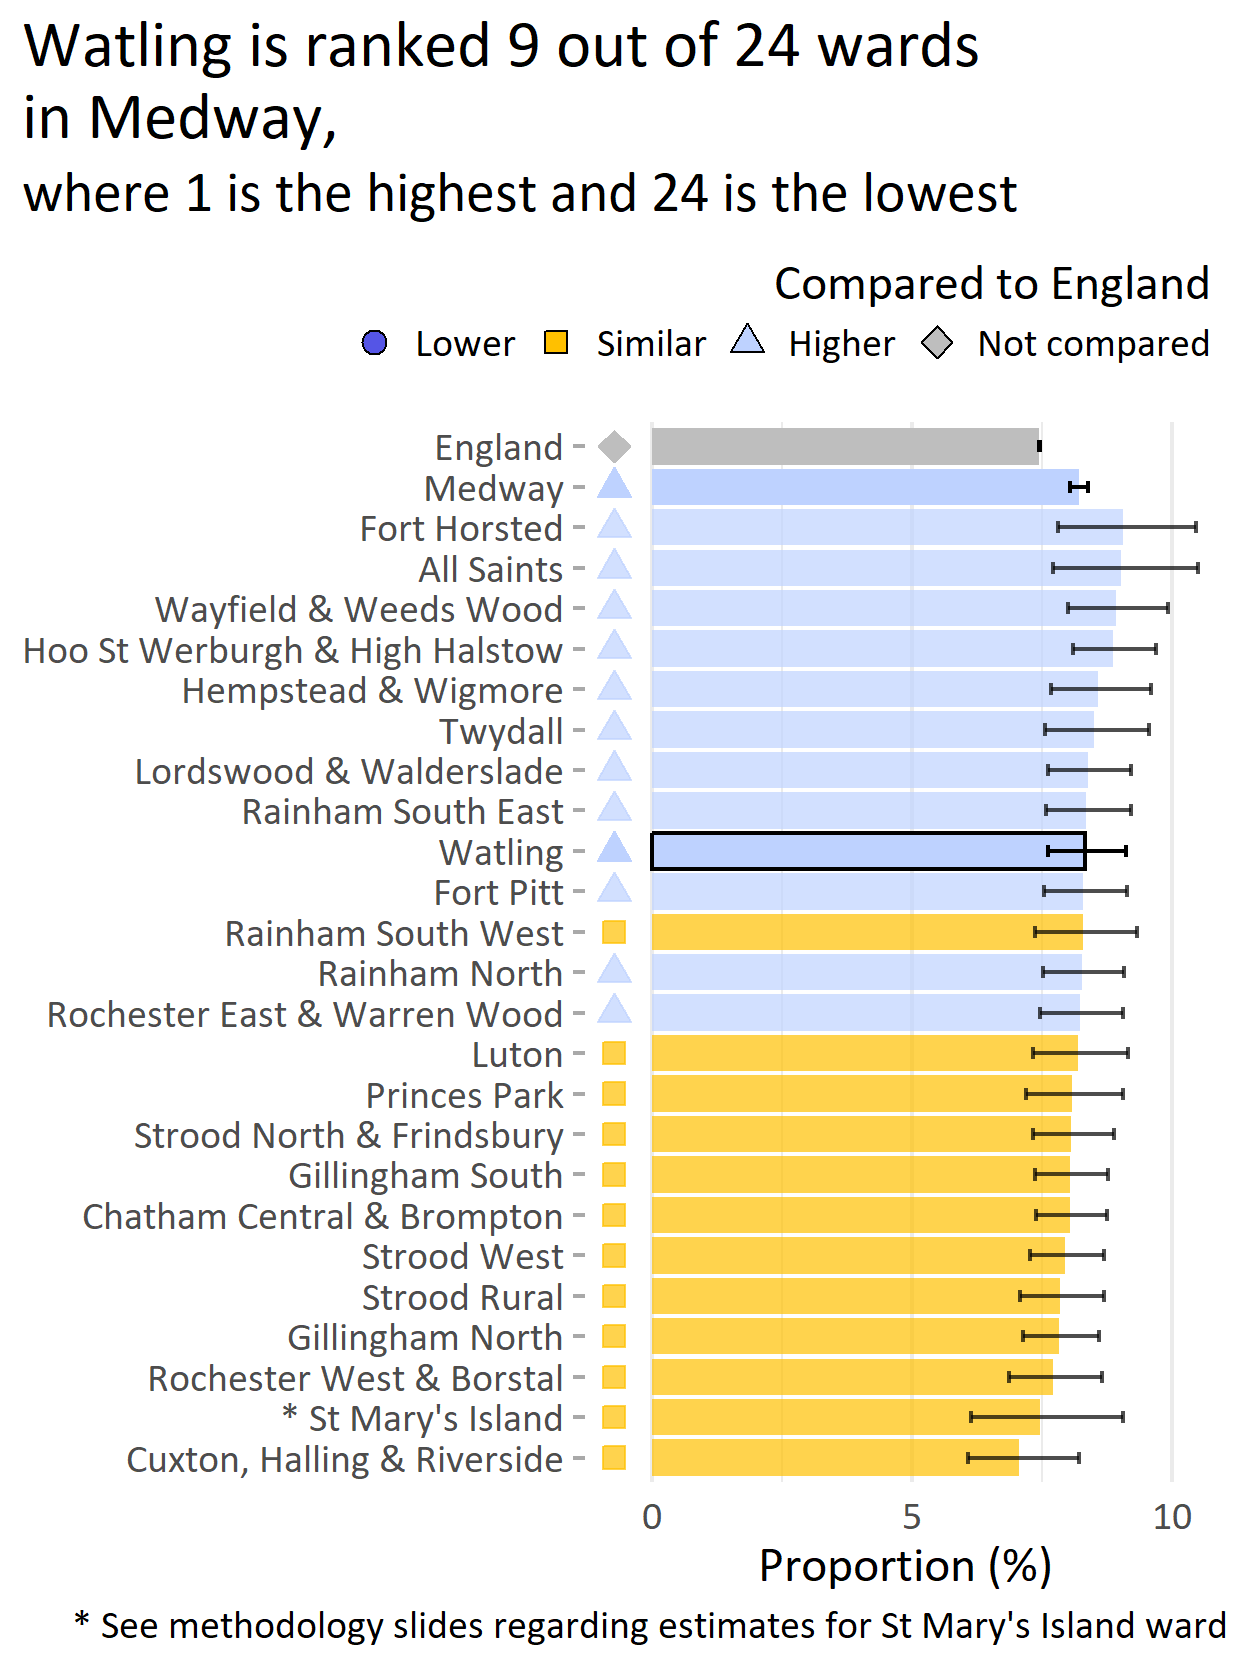 Watling is ranked 9 out of 24 wards
in Medway,
where 1 is the highest and 24 is the lowest
Compared to England
Lower Similar Higher Not compared
England
Medway
Fort Horsted
All Saints
Wayfield & Weeds Wood
Hoo St Werburgh & High Halstow
Hempstead & Wigmore
Twydall
Lordswood & Walderslade
Rainham South East
Watling
Fort Pitt
Rainham South West
Rainham North
Rochester East & Warren Wood
Luton
Princes Park
Strood North & Frindsbury
Gillingham South
Chatham Central & Brompton
Strood West
Strood Rural
Gillingham North
Rochester West & Borstal
* St Mary's Island
Cuxton, Halling & Riverside
0 5 10
Proportion (%)
* See methodology slides regarding estimates for St Mary's Island ward